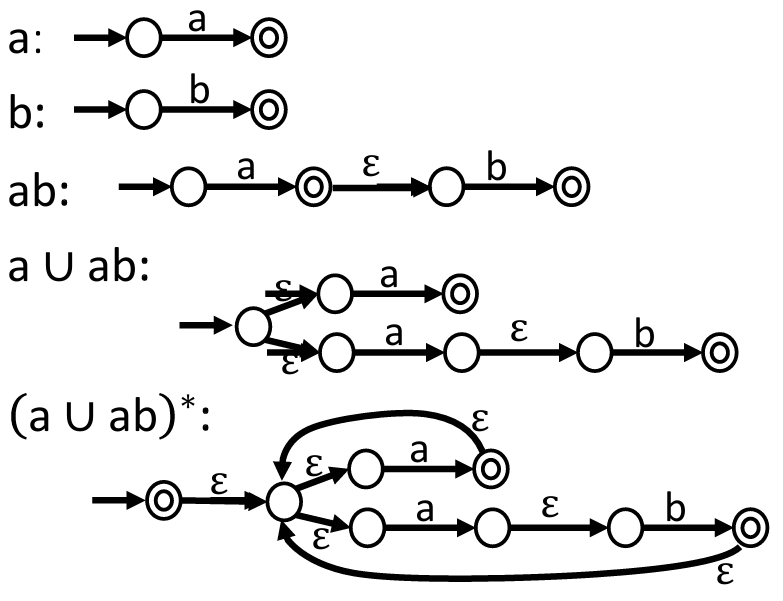 a: a
b: b
ab: a ε b
a ∪ ab:
ε a
ε a ε b
(a ∪ ab)*:
ε
ε ε a
ε a ε b
ε